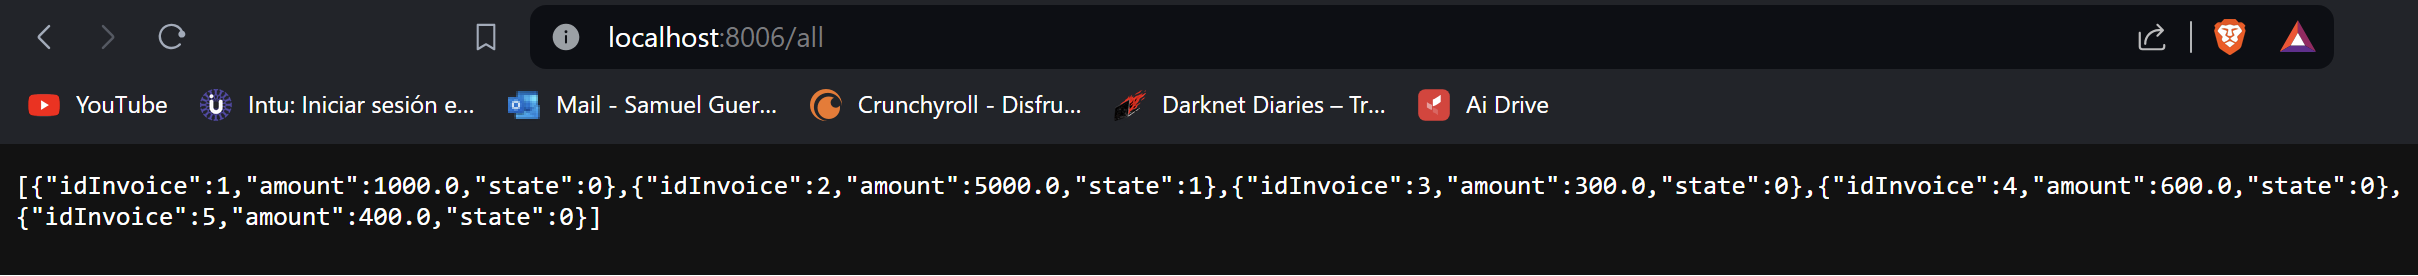 localhost:8006/all
YouTube Intu: Iniciar sesión e... Mail - Samuel Guer... Crunchyroll - Disfru... Darknet Diaries – Tr... Ai Drive
[{"idInvoice":1,"amount":1000.0,"state":0},{"idInvoice":2,"amount":5000.0,"state":1},{"idInvoice":3,"amount":300.0,"state":0},{"idInvoice":4,"amount":600.0,"state":0},
{"idInvoice":5,"amount":400.0,"state":0}]